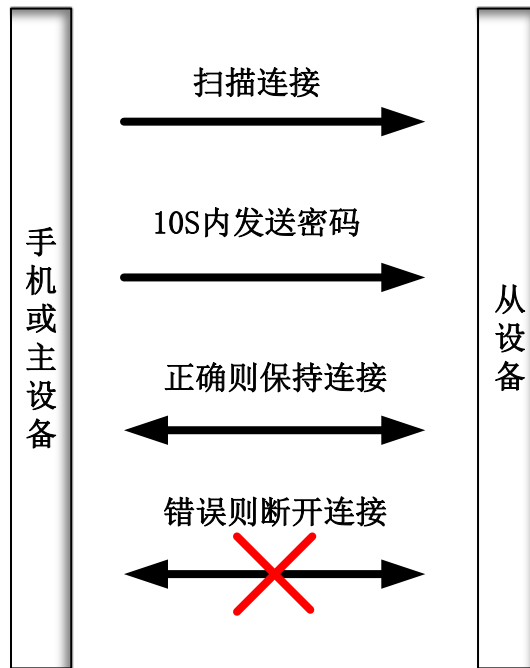 扫描连接
10S内发送密码
手机或主设备
从设备
正确则保持连接
错误则断开连接